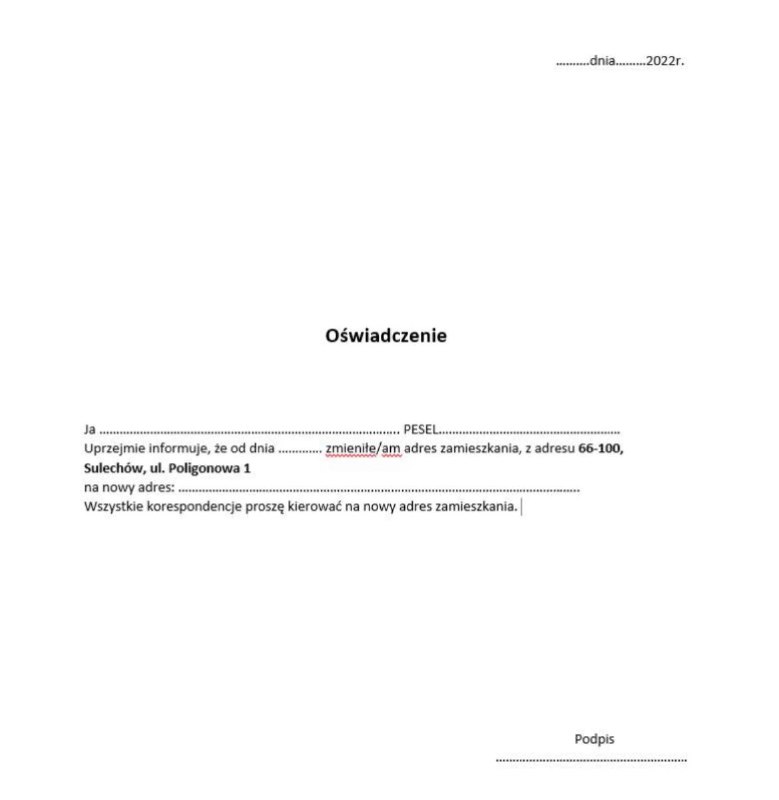 ..........dnia.........2022r.
Oświadczenie
Ja ........................................................................................ PESEL......................................................
Uprzejmie informuje, że od dnia ............. zmieniłe/am adres zamieszkania, z adresu 66-100,
Sulechów, ul. Poligonowa 1
na nowy adres: ........................................................................................................................
Wszystkie korespondencje proszę kierować na nowy adres zamieszkania.
Podpis
.........................................................